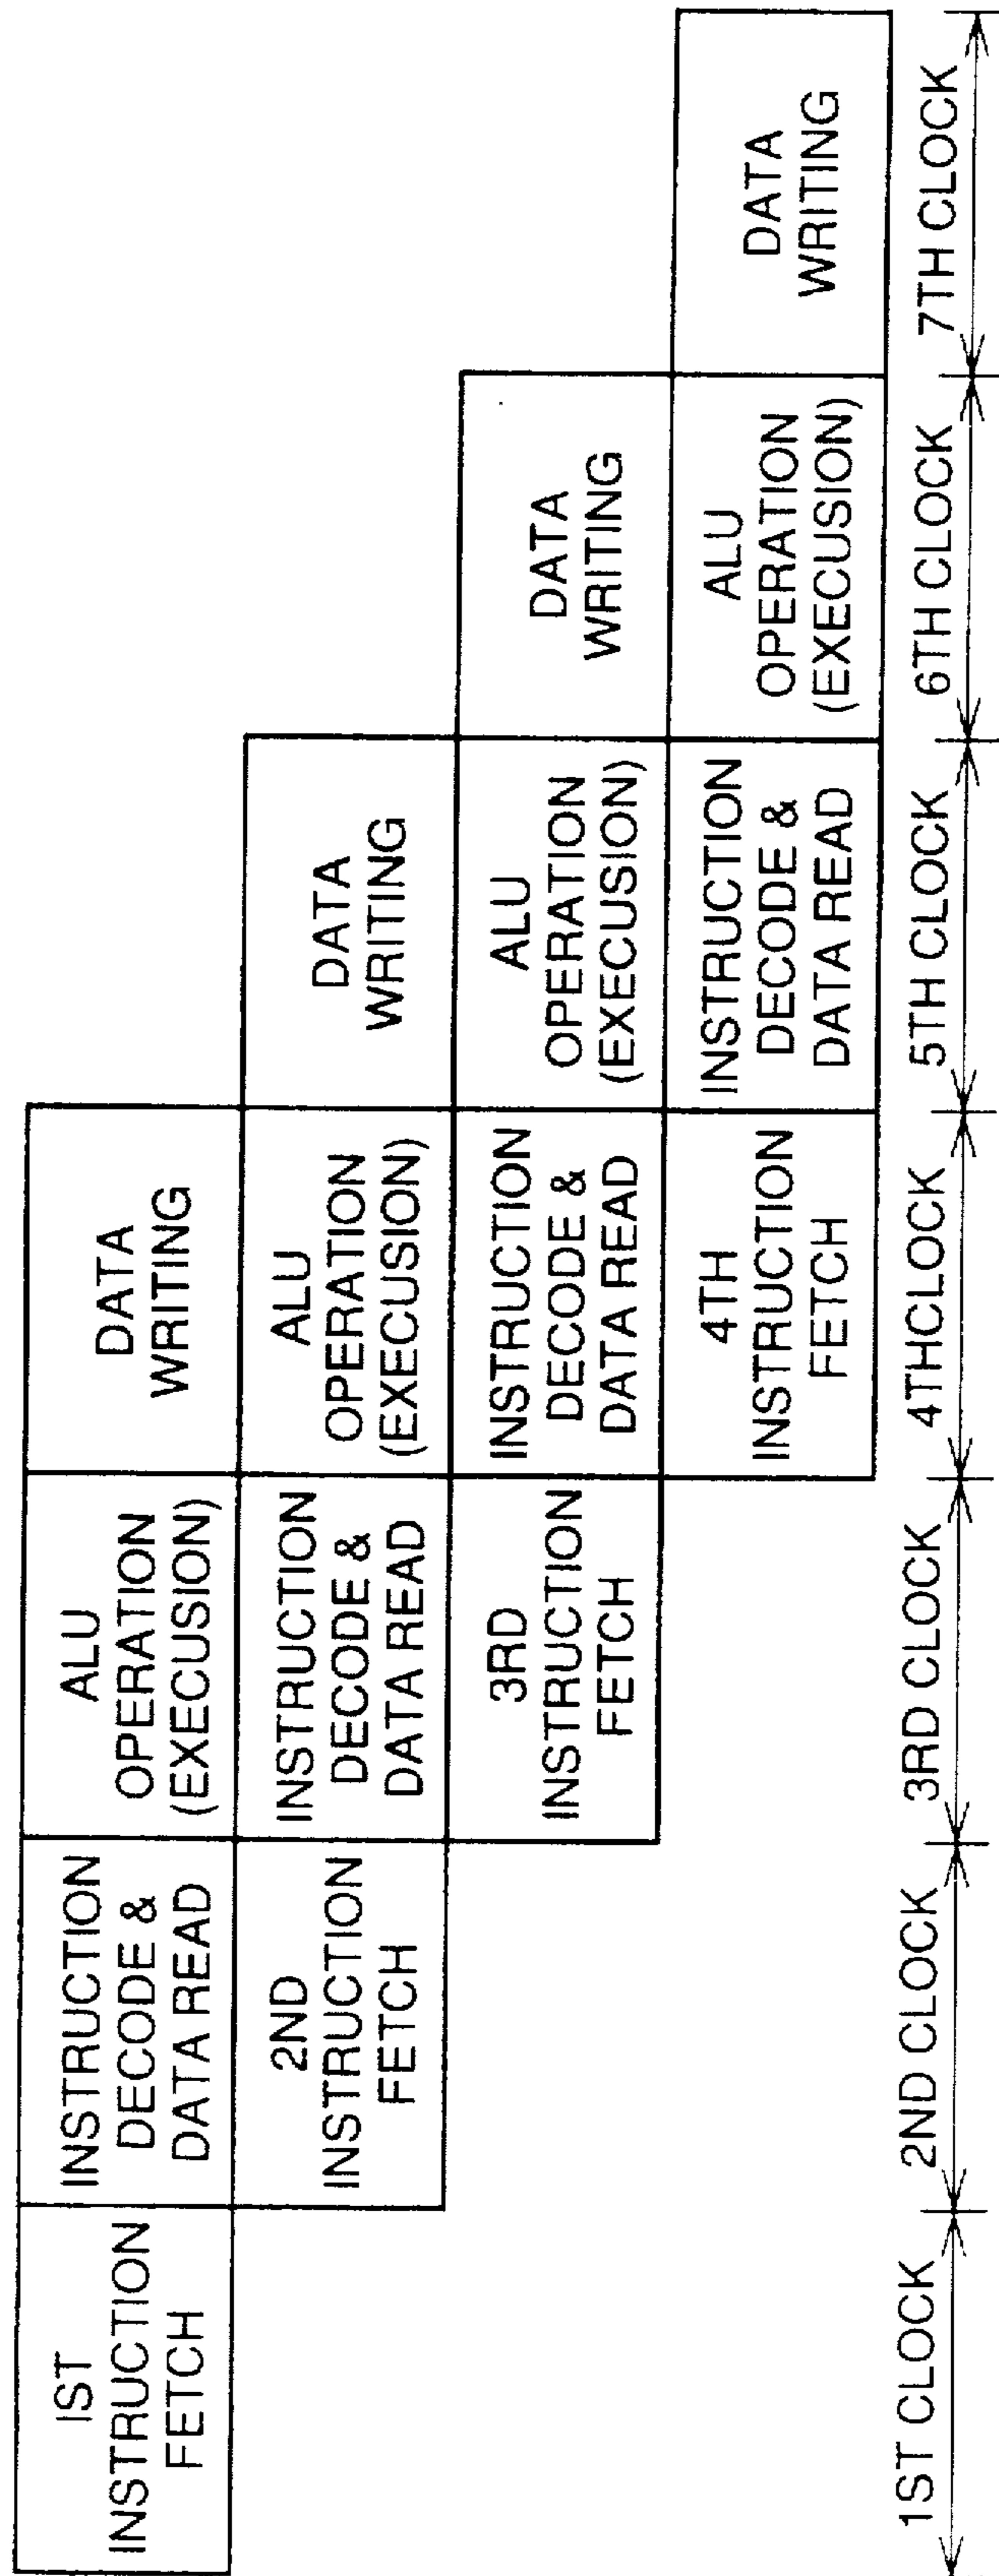 IST
INSTRUCTION
FETCH
INSTRUCTION
DECODE &
DATA READ
ALU
OPERATION
(EXECUSION)
DATA
WRITING
2ND
INSTRUCTION
FETCH
INSTRUCTION
DECODE &
DATA READ
ALU
OPERATION
(EXECUSION)
DATA
WRITING
3RD
INSTRUCTION
FETCH
INSTRUCTION
DECODE &
DATA READ
ALU
OPERATION
(EXECUSION)
DATA
WRITING
4TH
INSTRUCTION
FETCH
INSTRUCTION
DECODE &
DATA READ
ALU
OPERATION
(EXECUSION)
DATA
WRITING
1ST CLOCK
2ND CLOCK
3RD CLOCK
4THCLOCK
5TH CLOCK
6TH CLOCK
7TH CLOCK